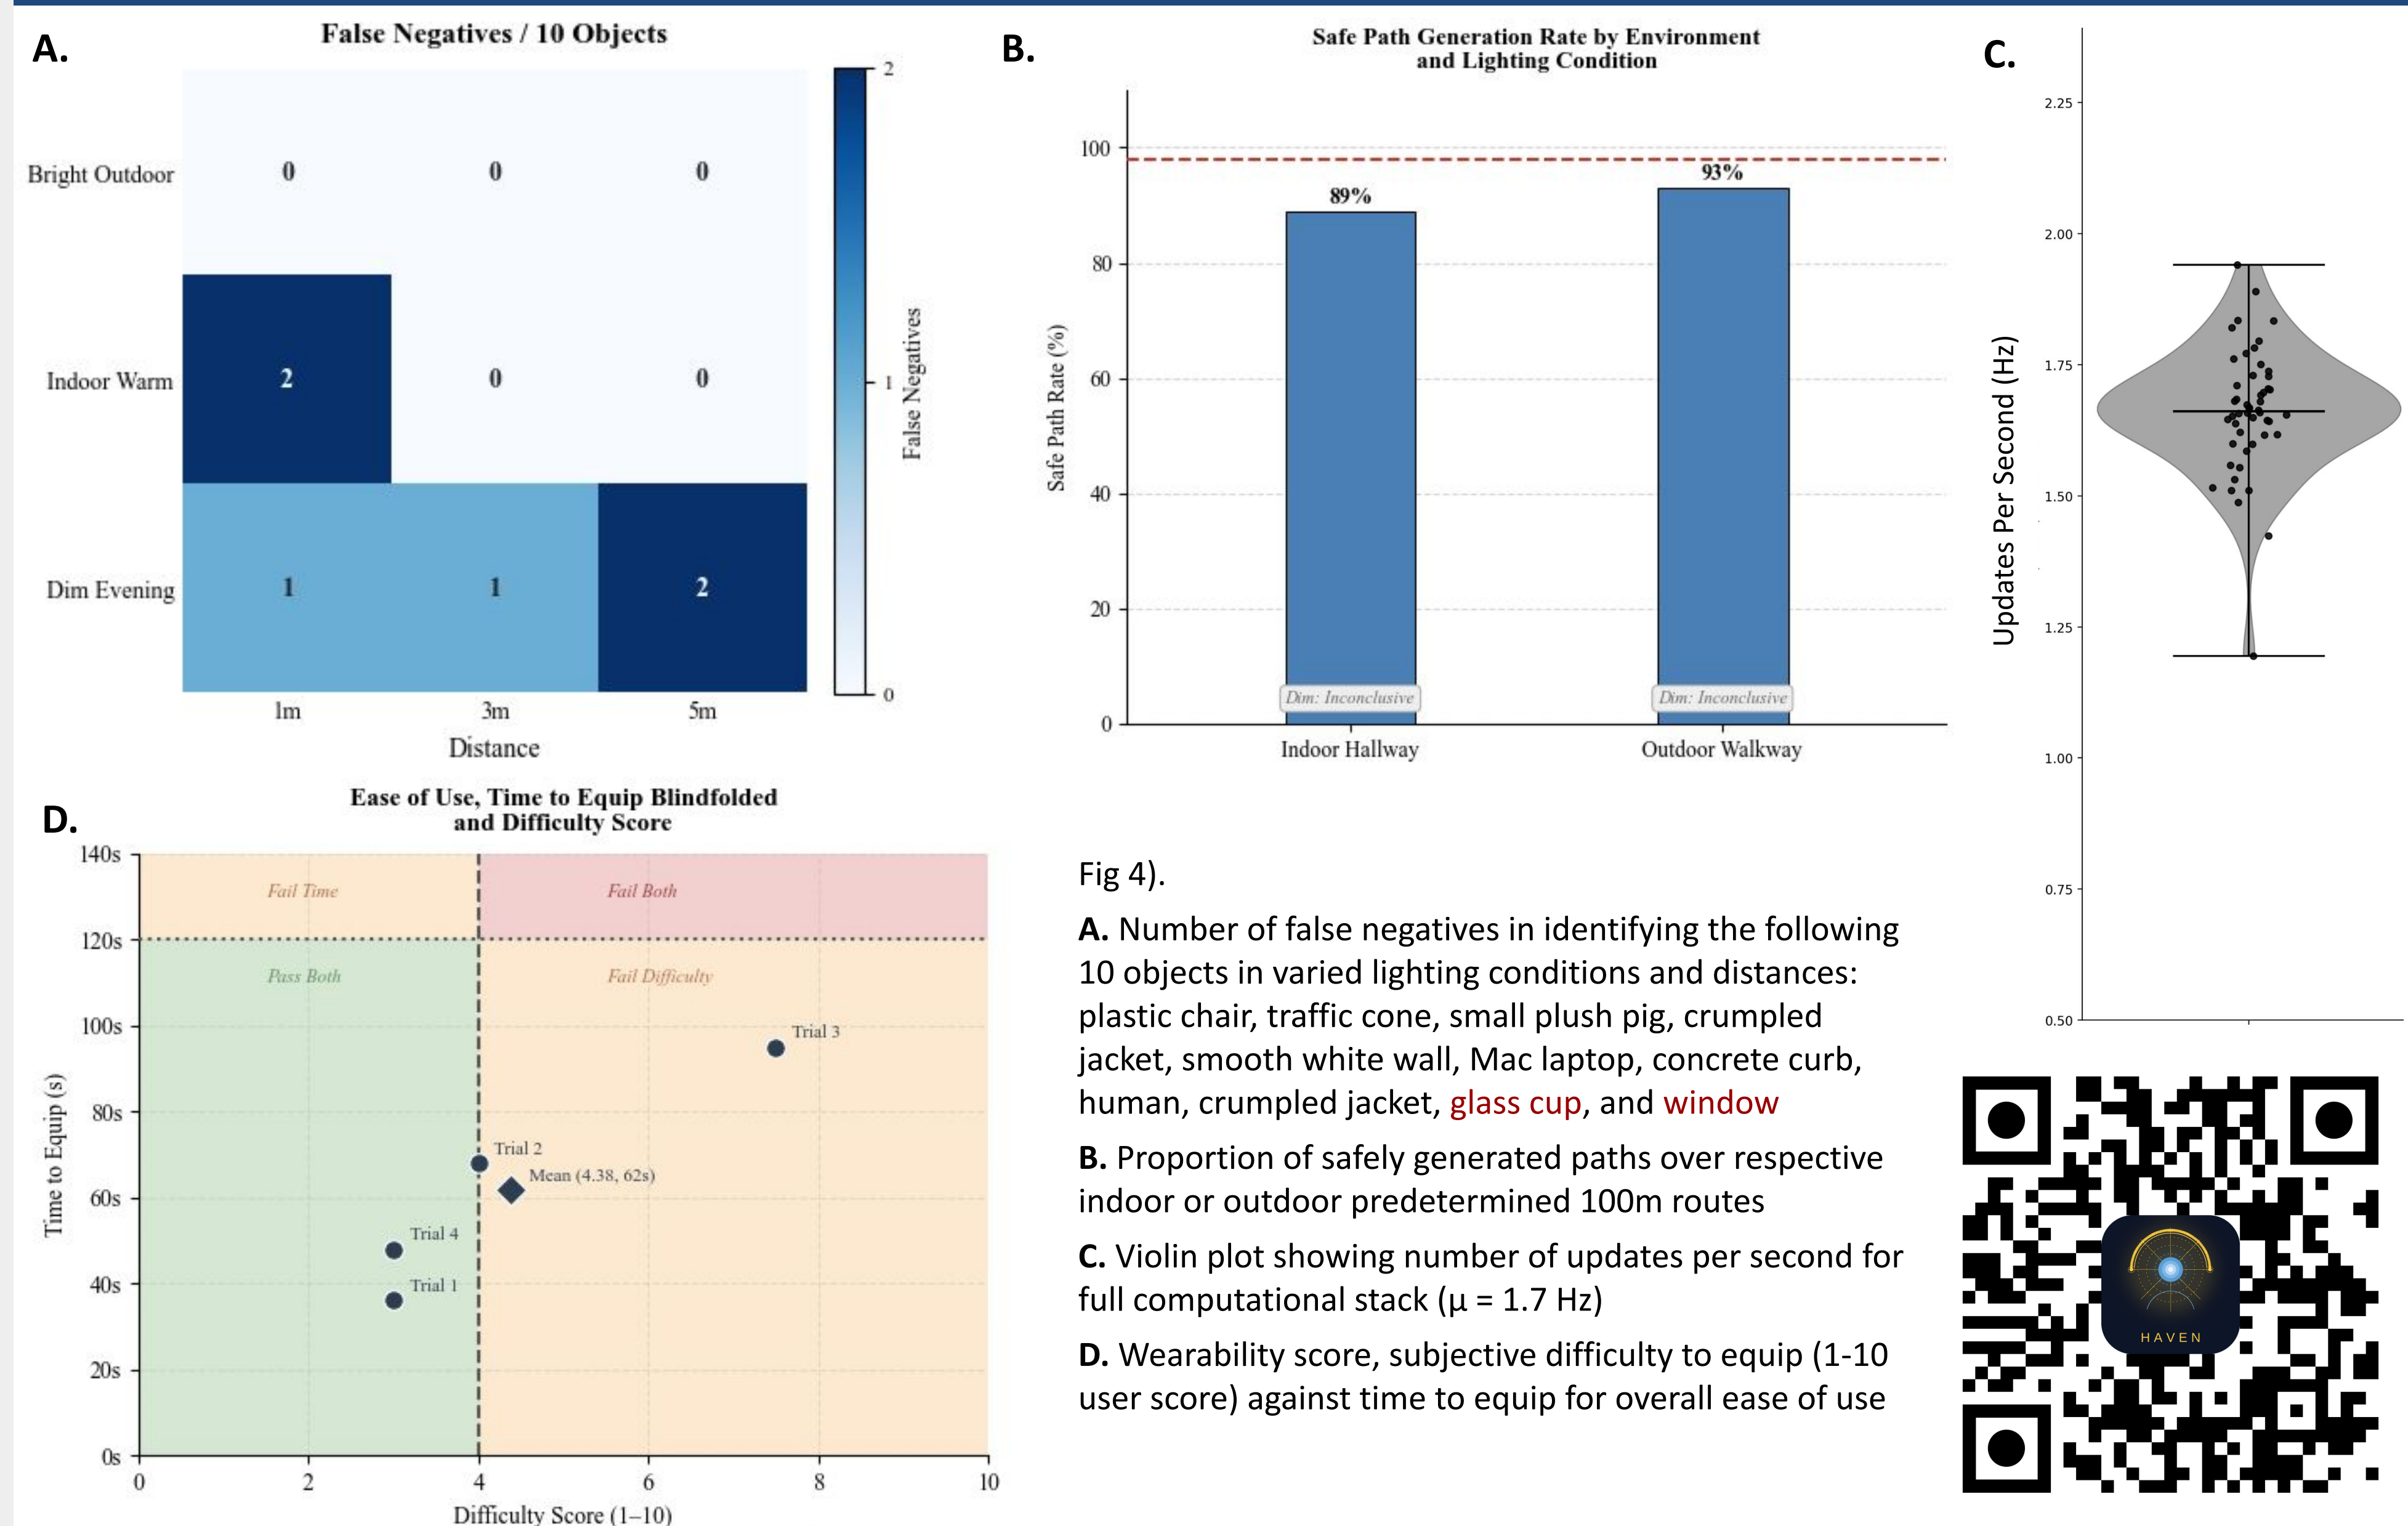 A.
False Negatives / 10 Objects
Bright Outdoor
0
0
0
Indoor Warm
2
0
0
Dim Evening
1
1
2
1m
3m
5m
Distance
2
1
0
False Negatives
B.
Safe Path Generation Rate by Environment
and Lighting Condition
100
80
60
40
20
0
Safe Path Rate (%)
89%
93%
Dim: Inconclusive
Dim: Inconclusive
Indoor Hallway
Outdoor Walkway
C.
2.25
2.00
1.75
1.50
1.25
1.00
0.75
0.50
Updates Per Second (Hz)
D.
Ease of Use, Time to Equip Blindfolded
and Difficulty Score
140s
120s
100s
80s
60s
40s
20s
0s
Time to Equip (s)
Fail Time
Fail Both
Pass Both
Fail Difficulty
Trial 3
Trial 2
Mean (4.38, 62s)
Trial 4
Trial 1
0
2
4
6
8
10
Difficulty Score (1–10)
Fig 4).
A. Number of false negatives in identifying the following
10 objects in varied lighting conditions and distances:
plastic chair, traffic cone, small plush pig, crumpled
jacket, smooth white wall, Mac laptop, concrete curb,
human, crumpled jacket, glass cup, and window
B. Proportion of safely generated paths over respective
indoor or outdoor predetermined 100m routes
C. Violin plot showing number of updates per second for
full computational stack (μ = 1.7 Hz)
D. Wearability score, subjective difficulty to equip (1-10
user score) against time to equip for overall ease of use
HAVEN